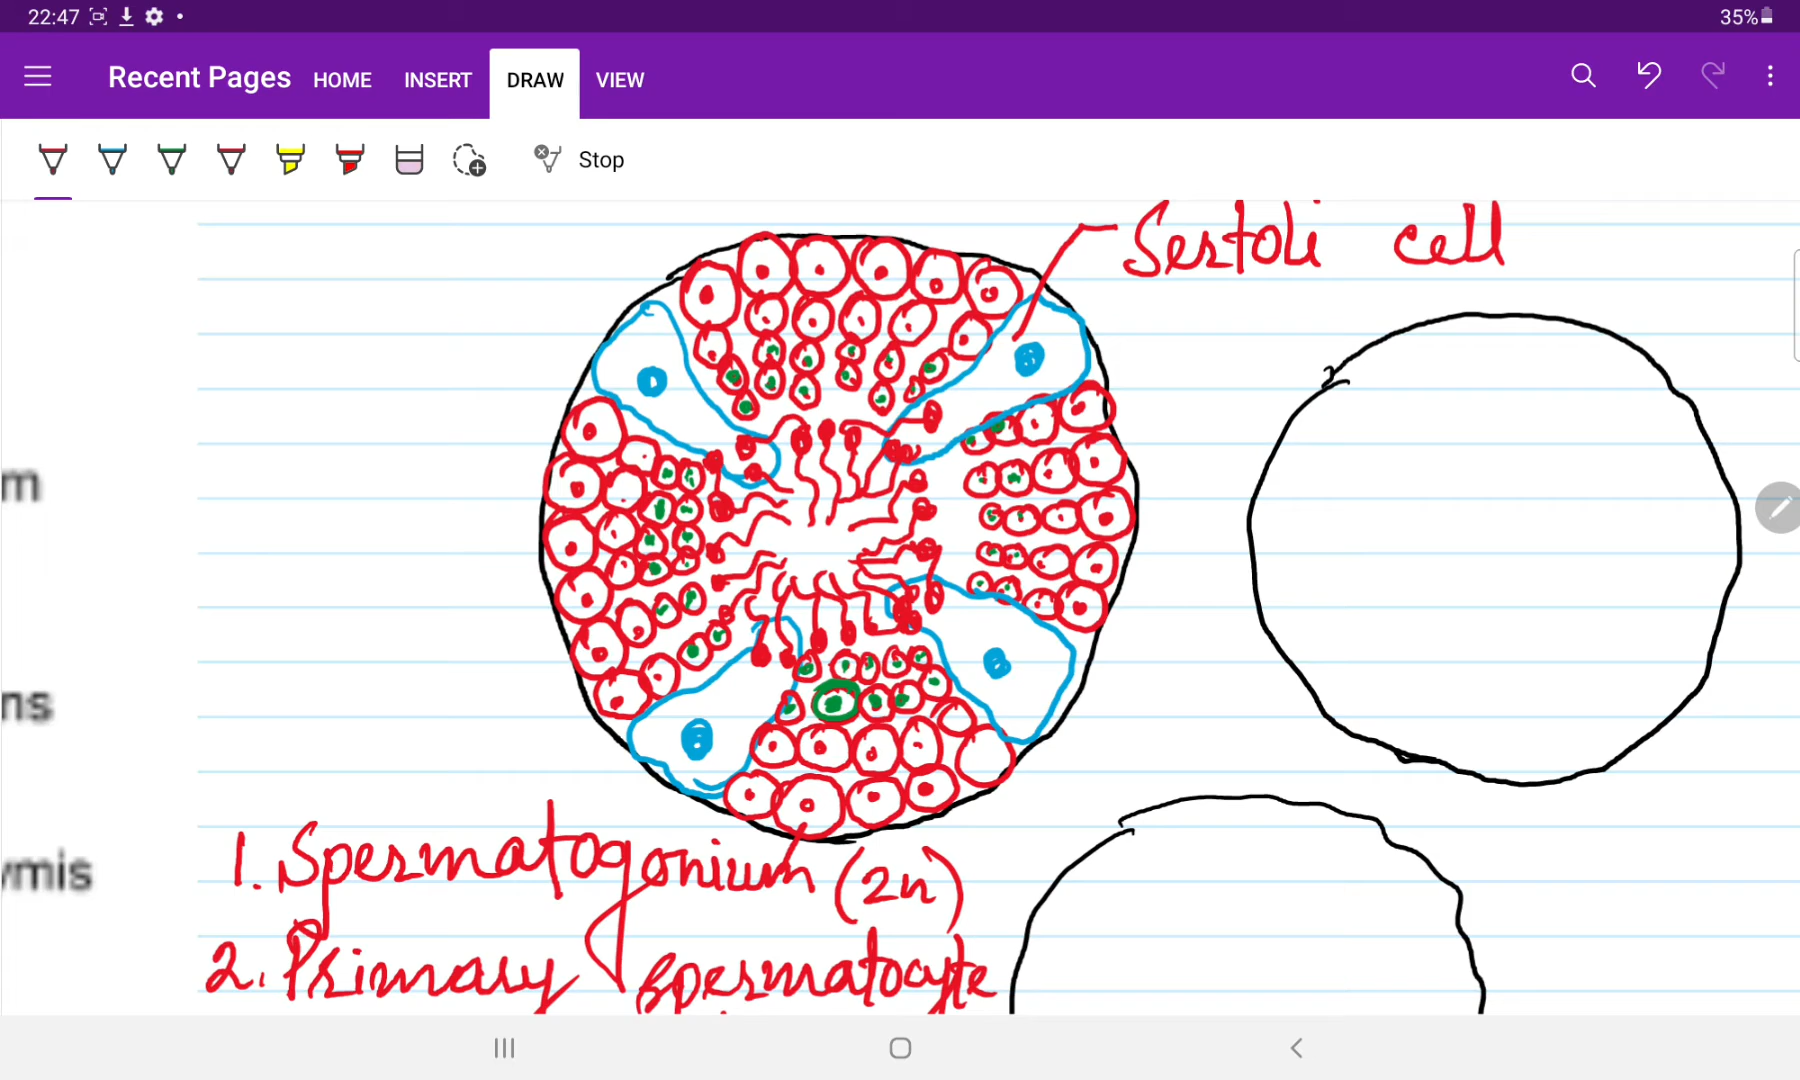 22:47
35%
Recent Pages HOME INSERT DRAW VIEW
Stop
Sertoli cell
m
ns
ymis
1. Spermatogonium (2n)
2. Primary spermatocyte